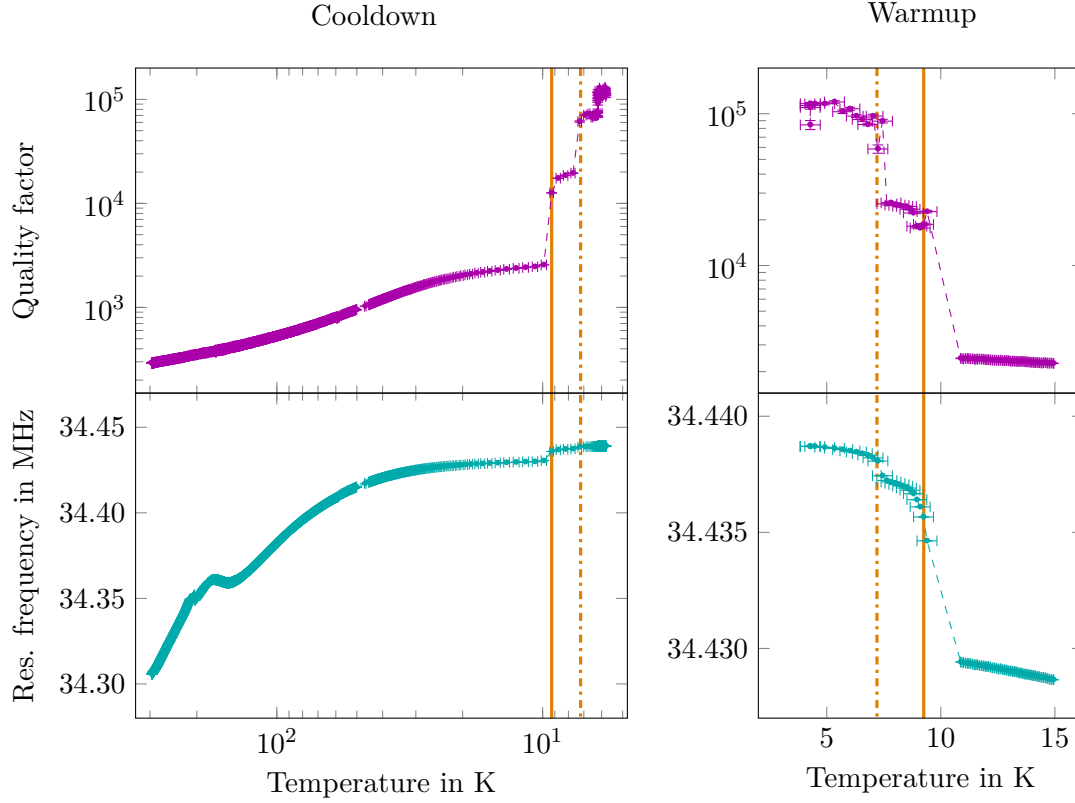 Cooldown
Warmup
Quality factor
10^5
10^4
10^3
10^5
10^4
Res. frequency in MHz
34.45
34.40
34.35
34.30
34.440
34.435
34.430
10^2
10^1
5
10
15
Temperature in K
Temperature in K